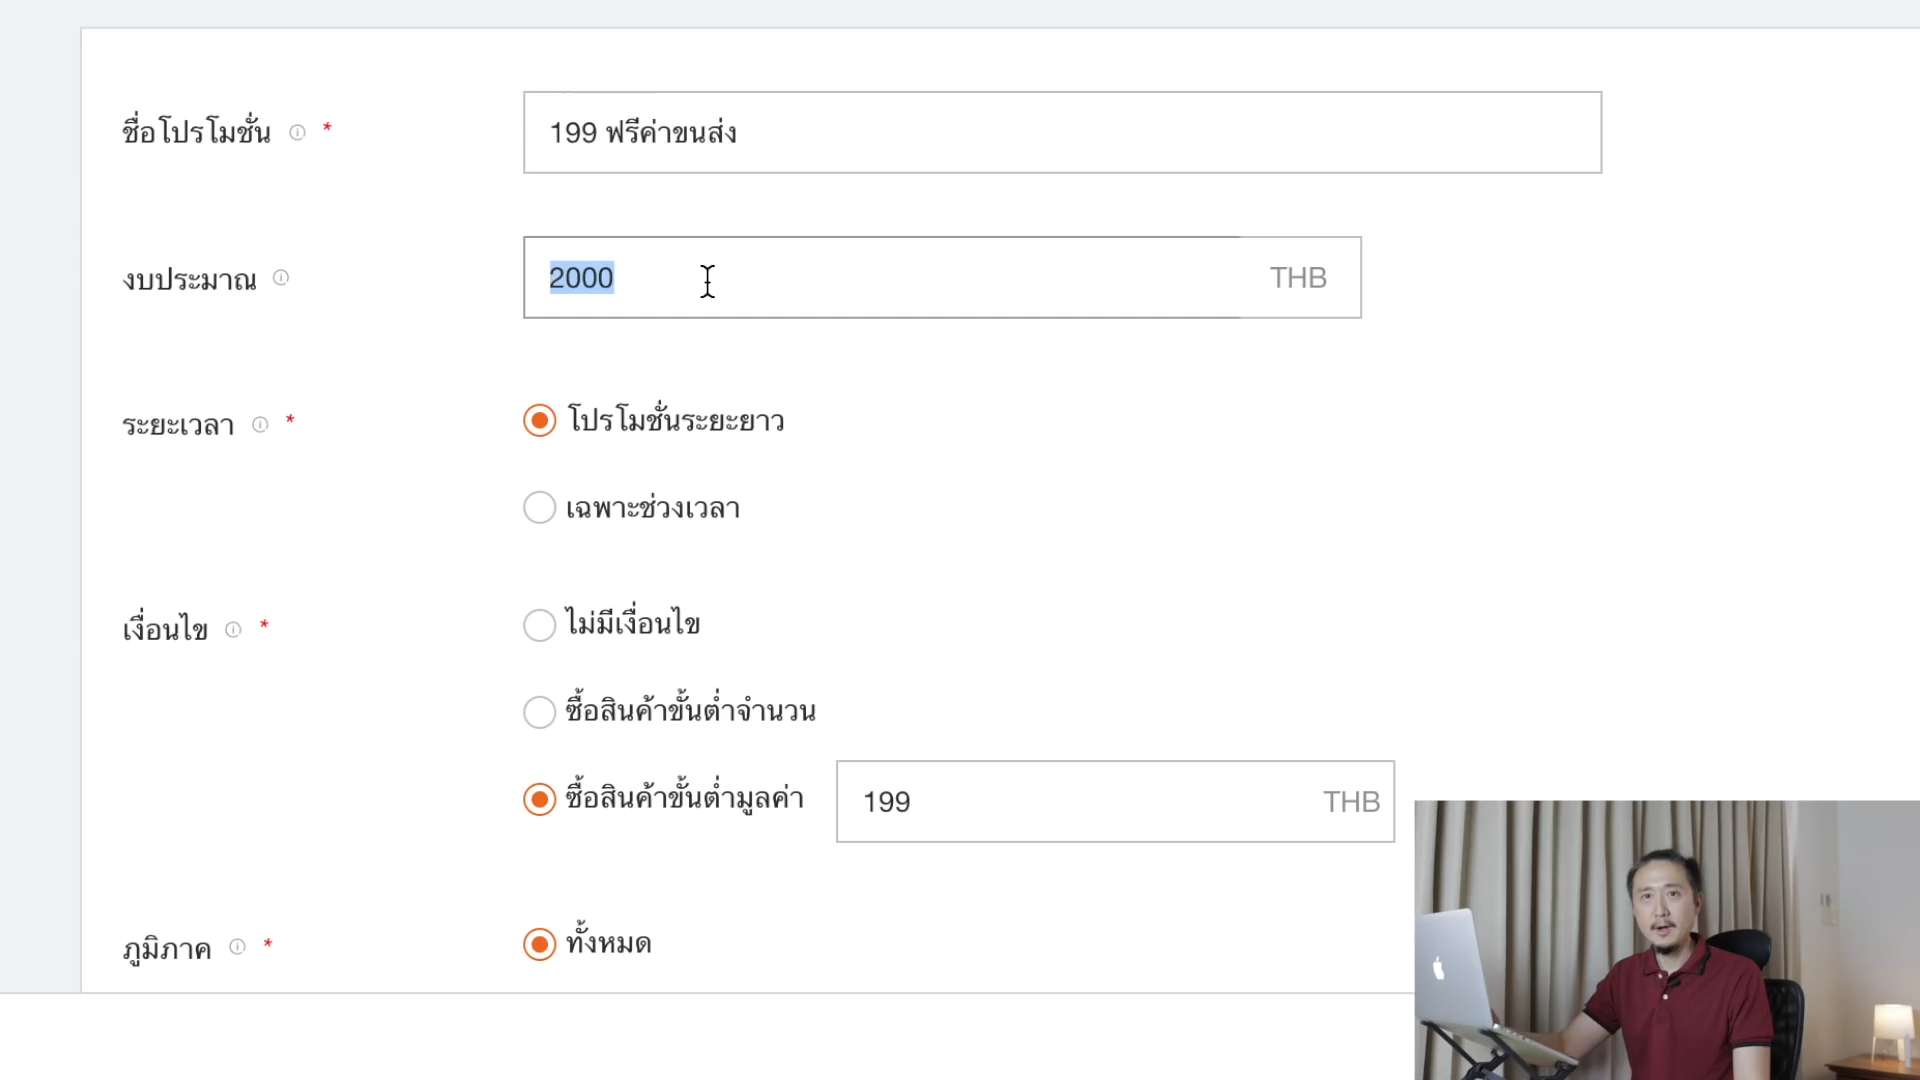 ชื่อโปรโมชั่น * 199 ฟรีค่าขนส่ง
งบประมาณ 2000 THB
ระยะเวลา * โปรโมชั่นระยะยาว
เฉพาะช่วงเวลา
เงื่อนไข * ไม่มีเงื่อนไข
ซื้อสินค้าขั้นต่ำจำนวน
ซื้อสินค้าขั้นต่ำมูลค่า 199 THB
ภูมิภาค * ทั้งหมด